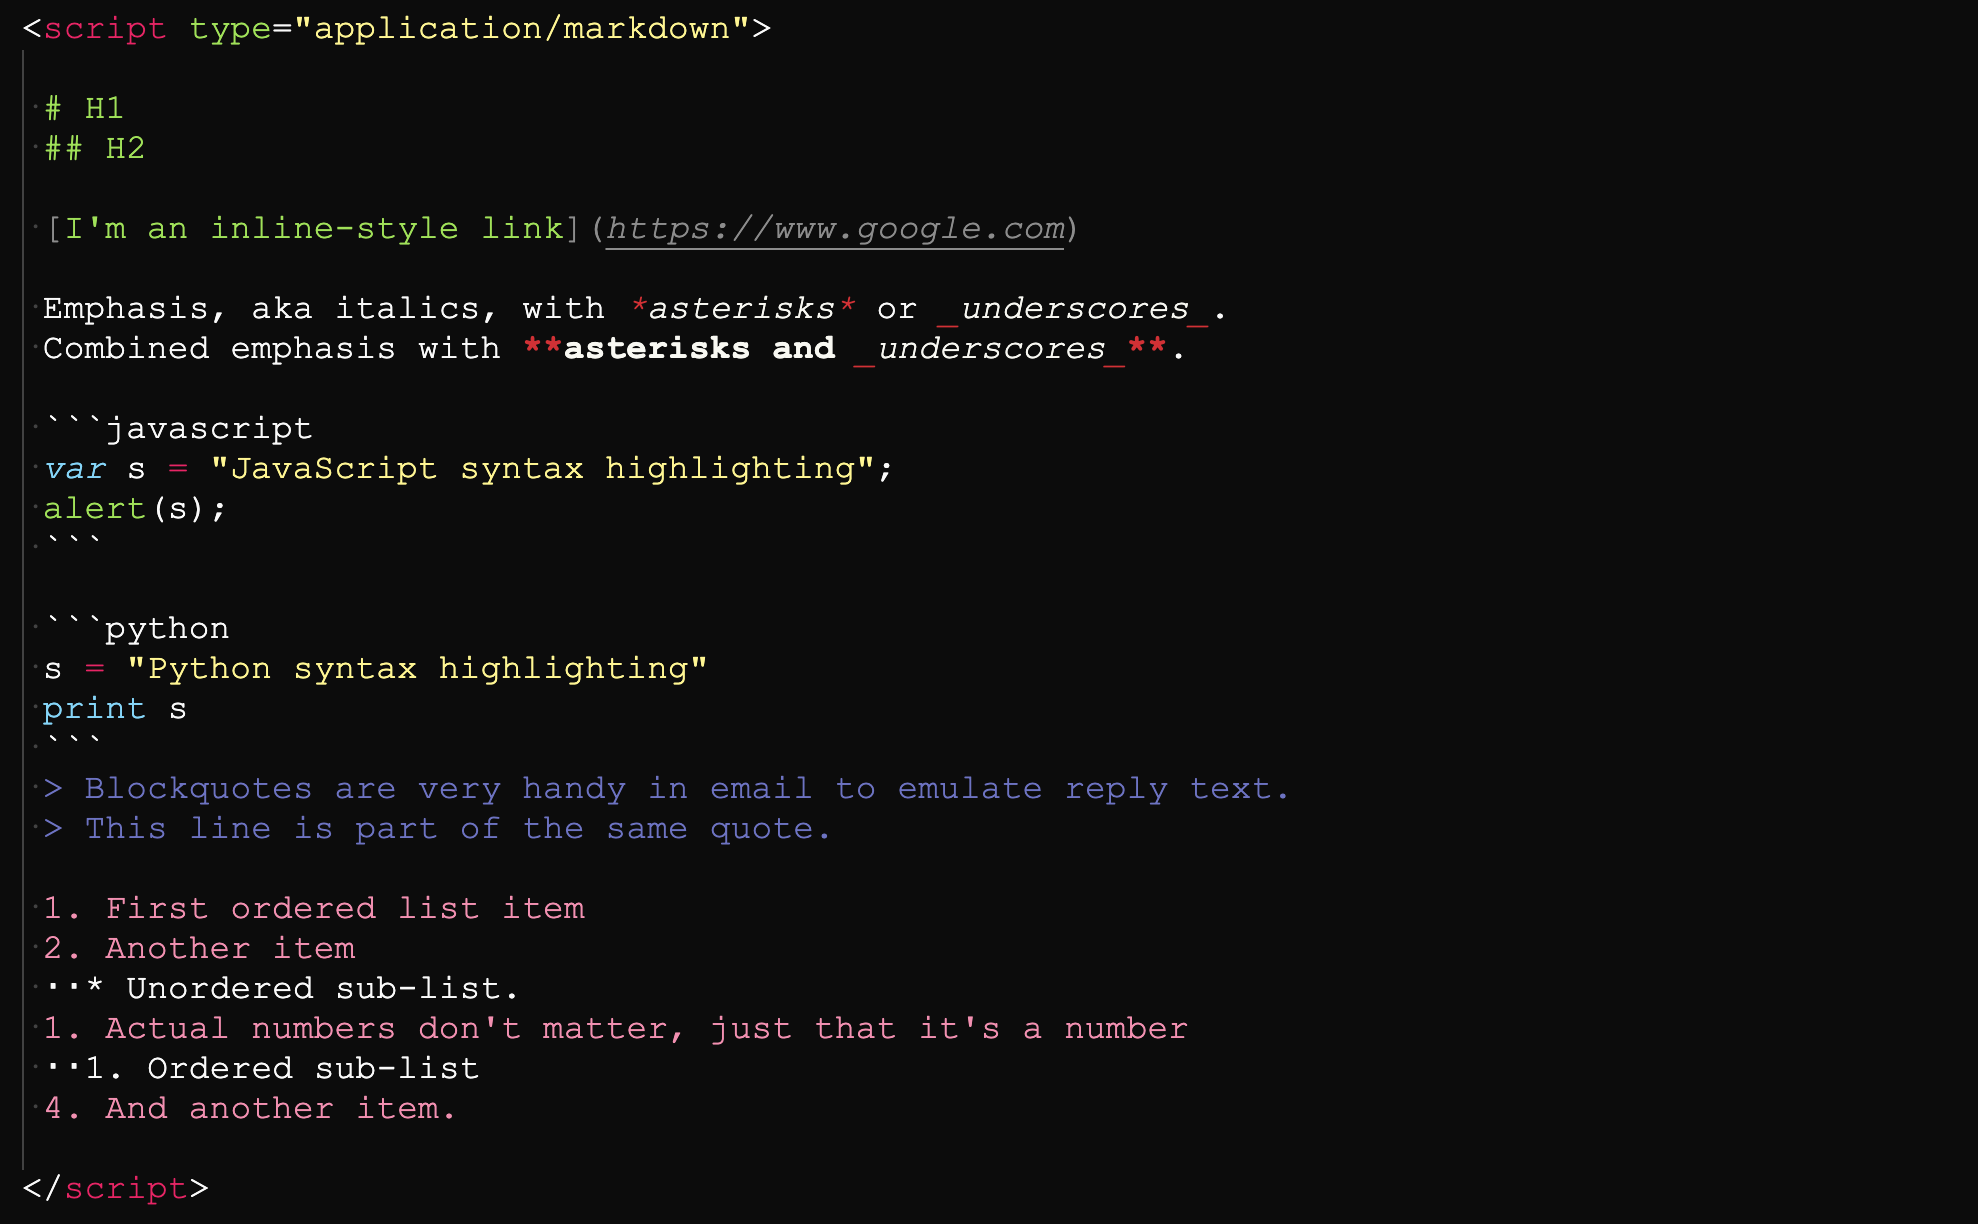 <script type="application/markdown">
# H1
## H2
[I'm an inline-style link](https://www.google.com)
Emphasis, aka italics, with *asterisks* or _underscores_.
Combined emphasis with **asterisks and _underscores_**.
```javascript
var s = "JavaScript syntax highlighting";
alert(s);
```
```python
s = "Python syntax highlighting"
print s
```
> Blockquotes are very handy in email to emulate reply text.
> This line is part of the same quote.
1. First ordered list item
2. Another item
⋅⋅* Unordered sub-list.
1. Actual numbers don't matter, just that it's a number
⋅⋅1. Ordered sub-list
4. And another item.
</script>